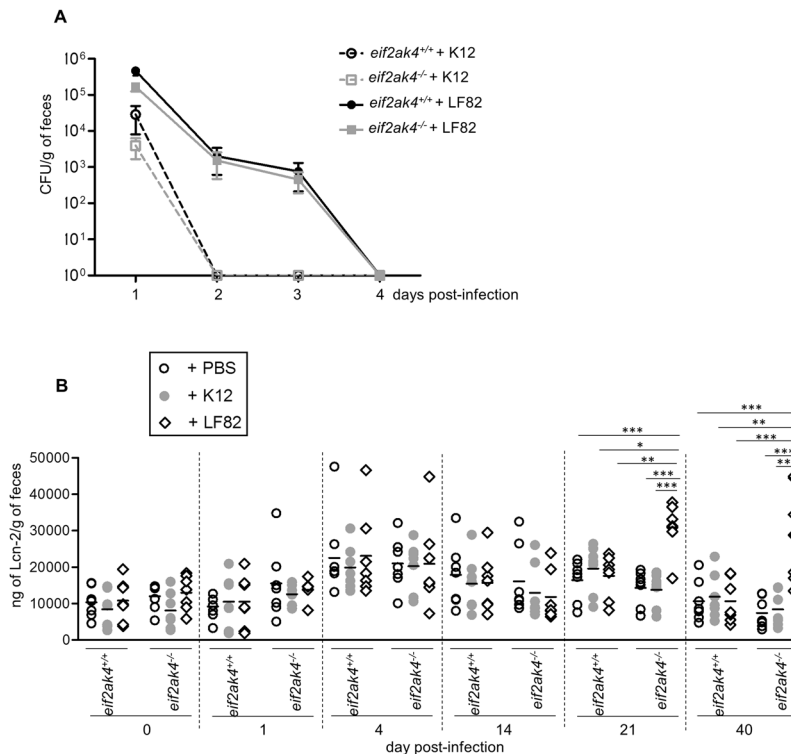 A
eif2ak4+/+ + K12
eif2ak4-/- + K12
eif2ak4+/+ + LF82
eif2ak4-/- + LF82
CFU/g of feces
10⁶
10⁵
10⁴
10³
10²
10¹
10⁰
1 2 3 4 days post-infection
B
+ PBS
+ K12
+ LF82
ng of Lcn-2/g of feces
50000
40000
30000
20000
10000
0
*** 
*
**
***
***
***
**
***
***
**
eif2ak4+/+ eif2ak4-/- eif2ak4+/+ eif2ak4-/- eif2ak4+/+ eif2ak4-/- eif2ak4+/+ eif2ak4-/- eif2ak4+/+ eif2ak4-/- eif2ak4+/+ eif2ak4-/-
0 1 4 14 21 40
day post-infection